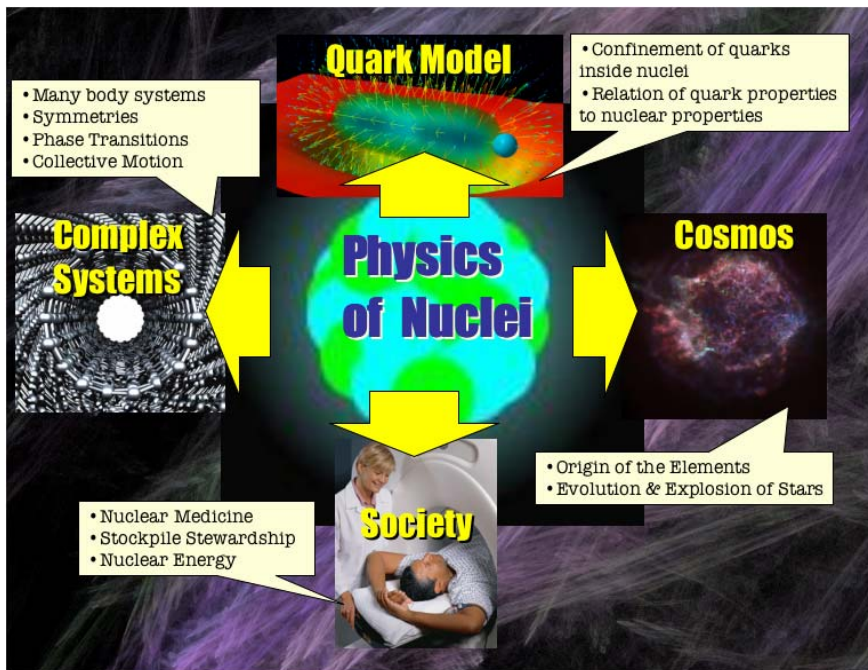 Quark Model
• Confinement of quarks
inside nuclei
• Relation of quark properties
to nuclear properties
• Many body systems
• Symmetries
• Phase Transitions
• Collective Motion
Complex
Systems
Physics
of Nuclei
Cosmos
• Origin of the Elements
• Evolution & Explosion of Stars
Society
• Nuclear Medicine
• Stockpile Stewardship
• Nuclear Energy